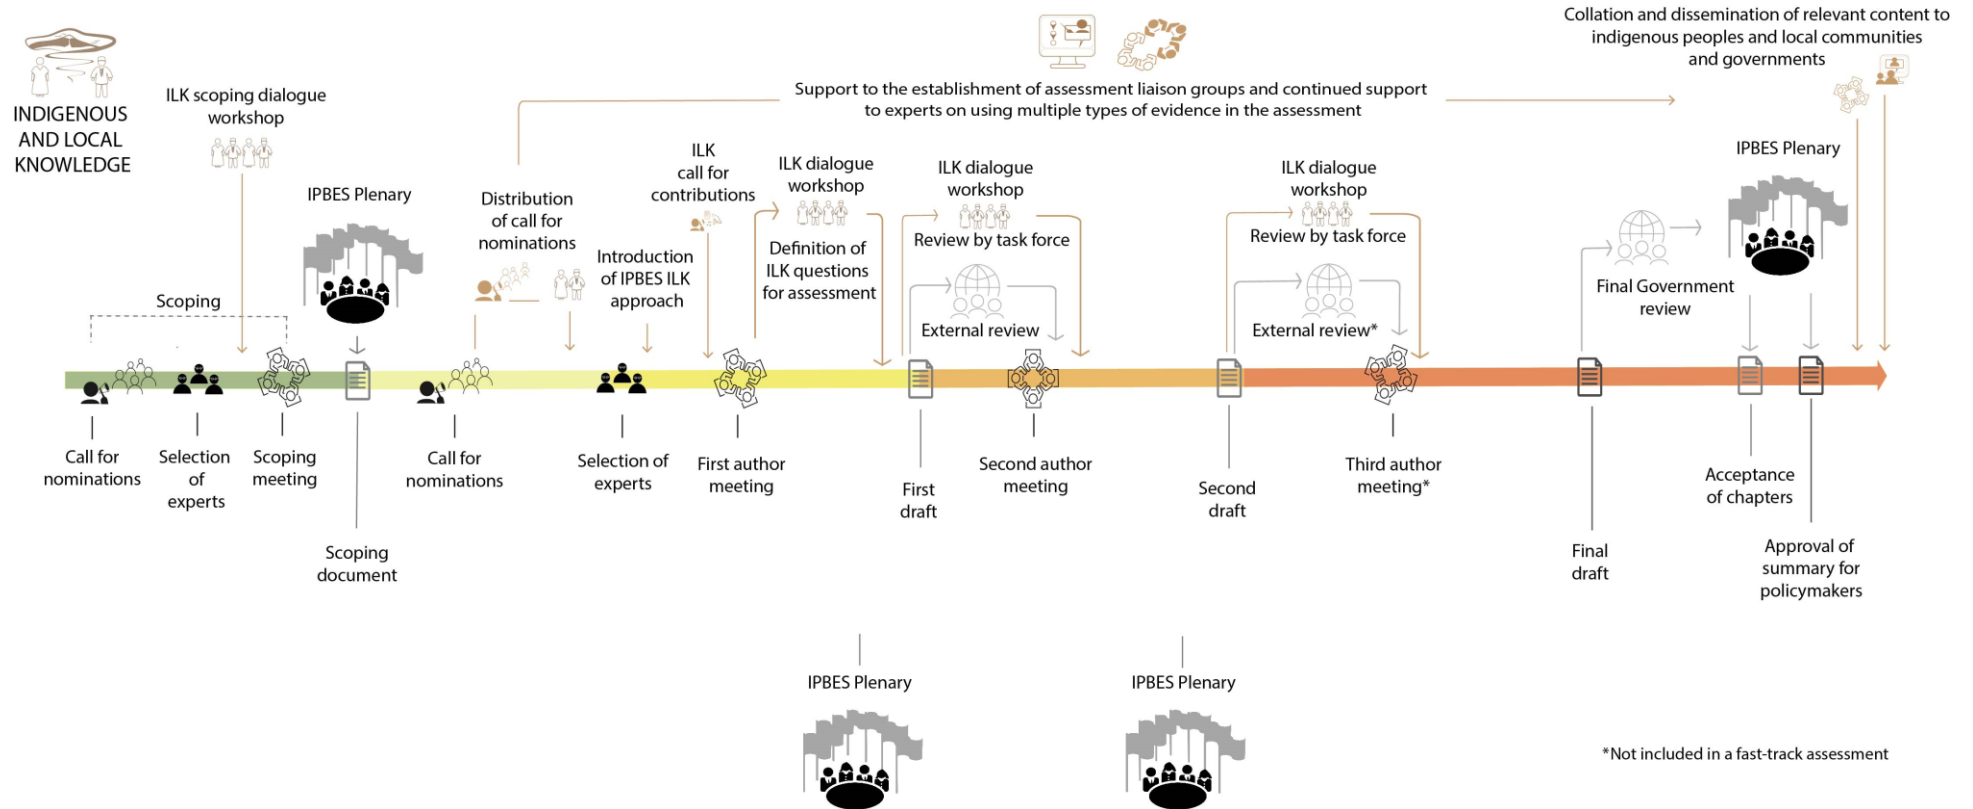 INDIGENOUS
AND LOCAL
KNOWLEDGE
ILK scoping dialogue
workshop
Scoping
IPBES Plenary
Distribution
of call for
nominations
Introduction
of IPBES ILK
approach
ILK
call for
contributions
Support to the establishment of assessment liaison groups and continued support
to experts on using multiple types of evidence in the assessment
ILK dialogue
workshop
Definition of
ILK questions
for assessment
ILK dialogue
workshop
Review by task force
External review
ILK dialogue
workshop
Review by task force
External review*
Collation and dissemination of relevant content to
indigenous peoples and local communities
and governments
IPBES Plenary
Final Government
review
Call for
nominations
Selection
of
experts
Scoping
meeting
Scoping
document
Call for
nominations
Selection of
experts
First author
meeting
First
draft
Second author
meeting
Second
draft
Third author
meeting*
Final
draft
Acceptance
of chapters
Approval of
summary for
policymakers
IPBES Plenary
IPBES Plenary
*Not included in a fast-track assessment